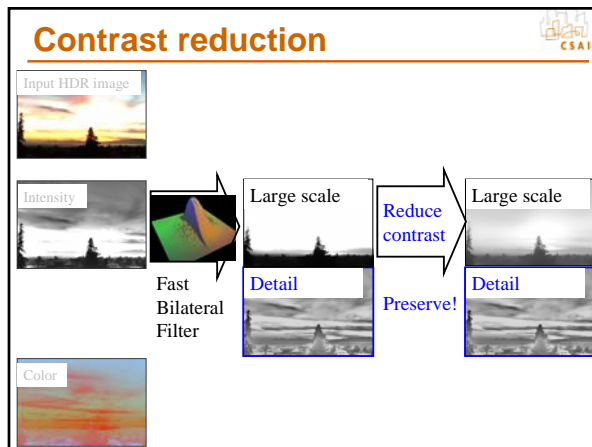 Contrast reduction
CSAI
Input HDR image
Intensity
Large scale
Reduce
contrast
Large scale
Fast
Bilateral
Filter
Detail
Preserve!
Detail
Color